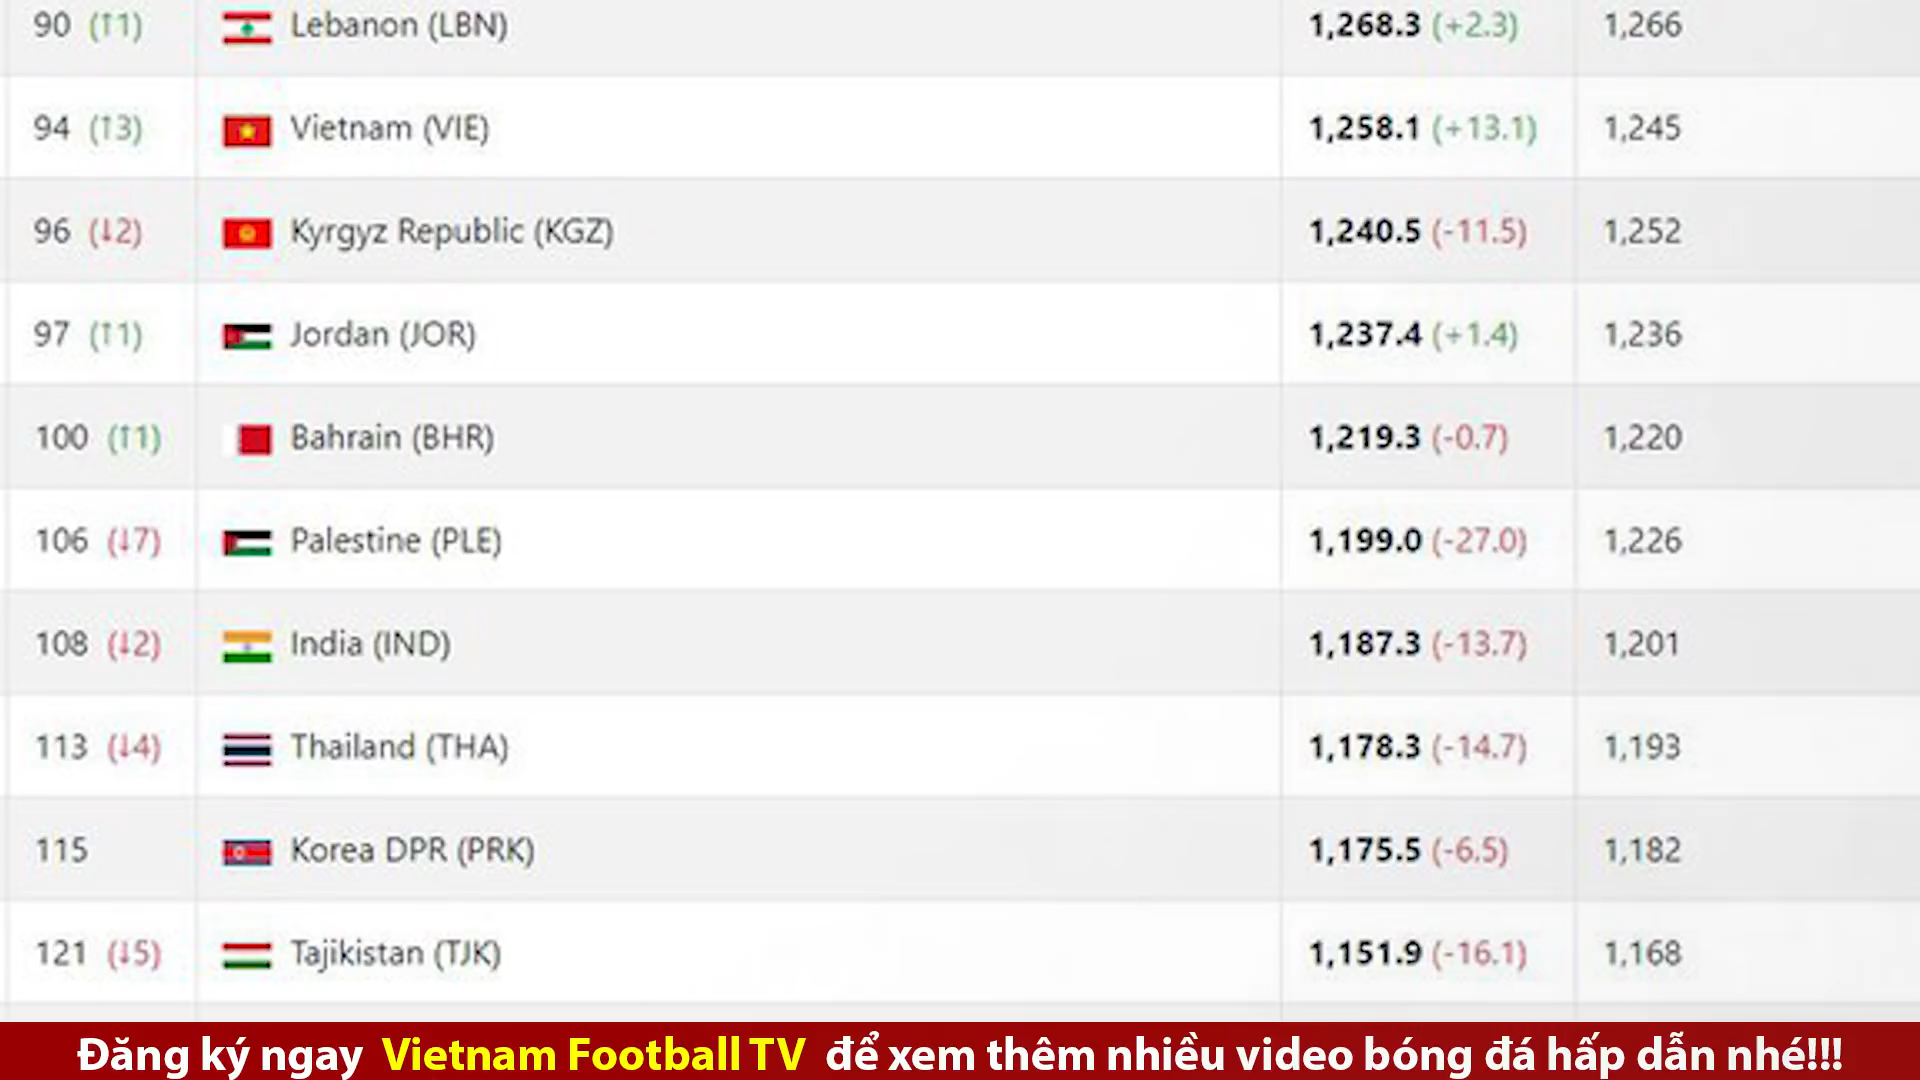 90 (↑1) Lebanon (LBN) 1,268.3 (+2.3) 1,266
94 (↑3) Vietnam (VIE) 1,258.1 (+13.1) 1,245
96 (↓2) Kyrgyz Republic (KGZ) 1,240.5 (-11.5) 1,252
97 (↑1) Jordan (JOR) 1,237.4 (+1.4) 1,236
100 (↑1) Bahrain (BHR) 1,219.3 (-0.7) 1,220
106 (↓7) Palestine (PLE) 1,199.0 (-27.0) 1,226
108 (↓2) India (IND) 1,187.3 (-13.7) 1,201
113 (↓4) Thailand (THA) 1,178.3 (-14.7) 1,193
115 Korea DPR (PRK) 1,175.5 (-6.5) 1,182
121 (↓5) Tajikistan (TJK) 1,151.9 (-16.1) 1,168
Đăng ký ngay Vietnam Football TV để xem thêm nhiều video bóng đá hấp dẫn nhé!!!